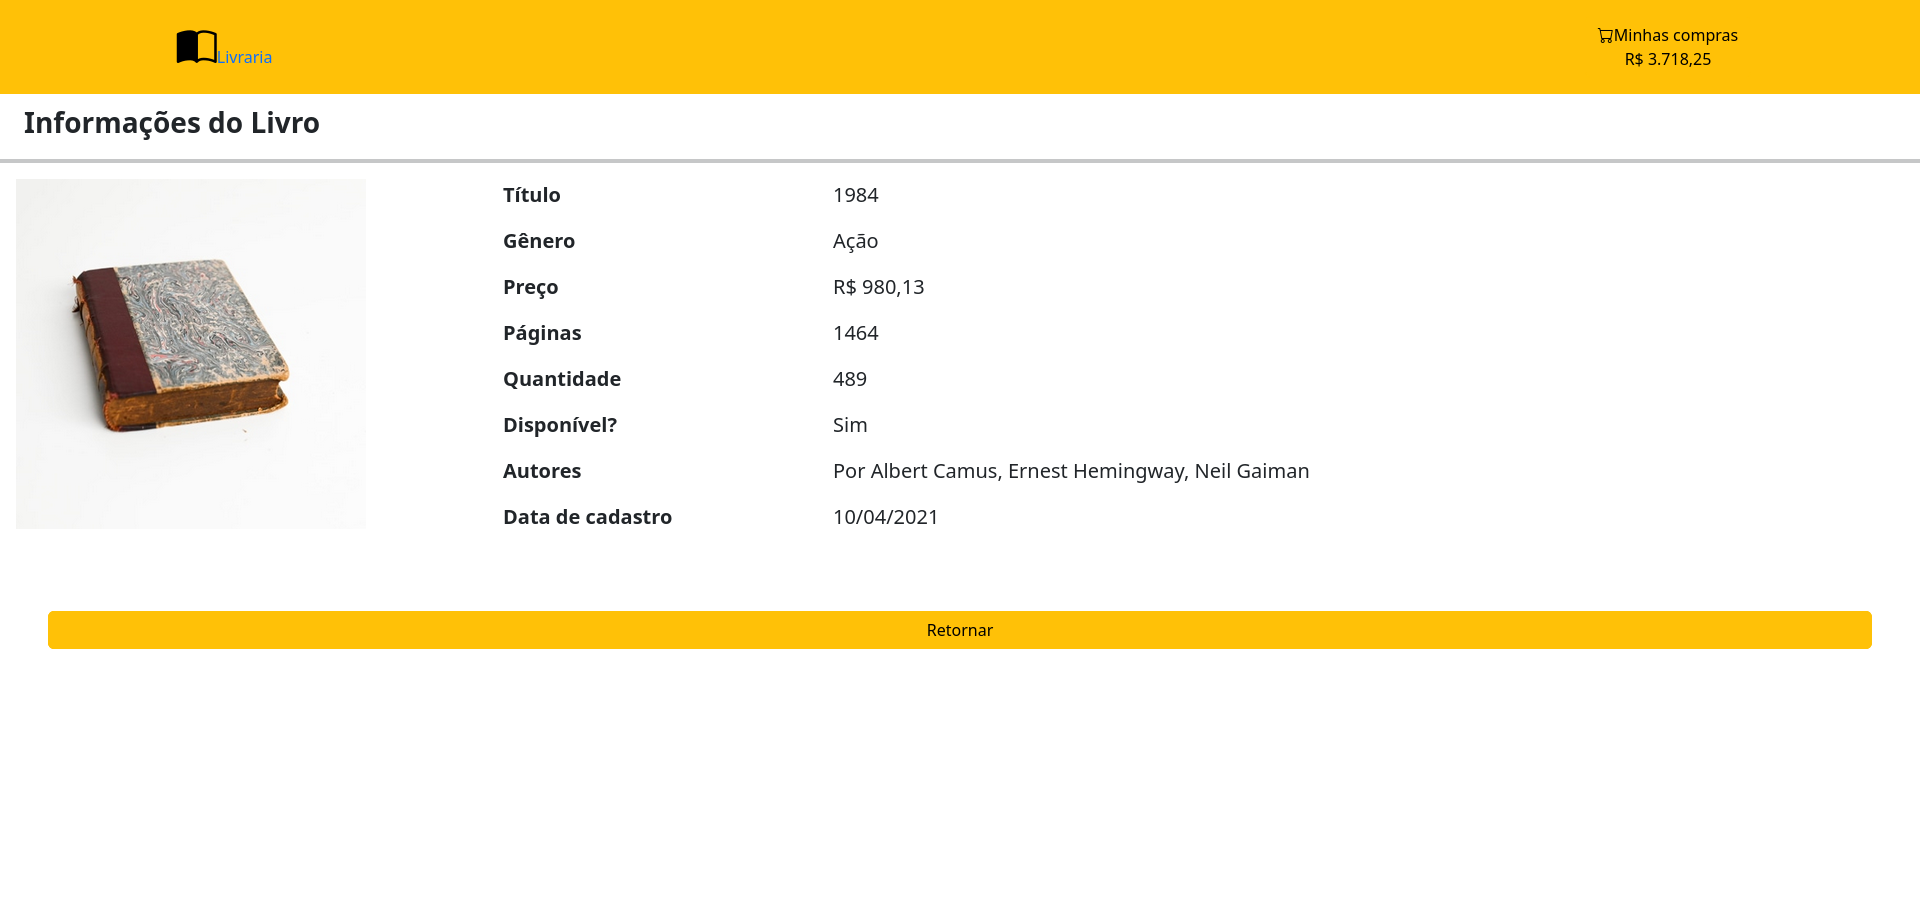 Livraria
Minhas compras
R$ 3.718,25
Informações do Livro
Título 1984
Gênero Ação
Preço R$ 980,13
Páginas 1464
Quantidade 489
Disponível? Sim
Autores Por Albert Camus, Ernest Hemingway, Neil Gaiman
Data de cadastro 10/04/2021
Retornar